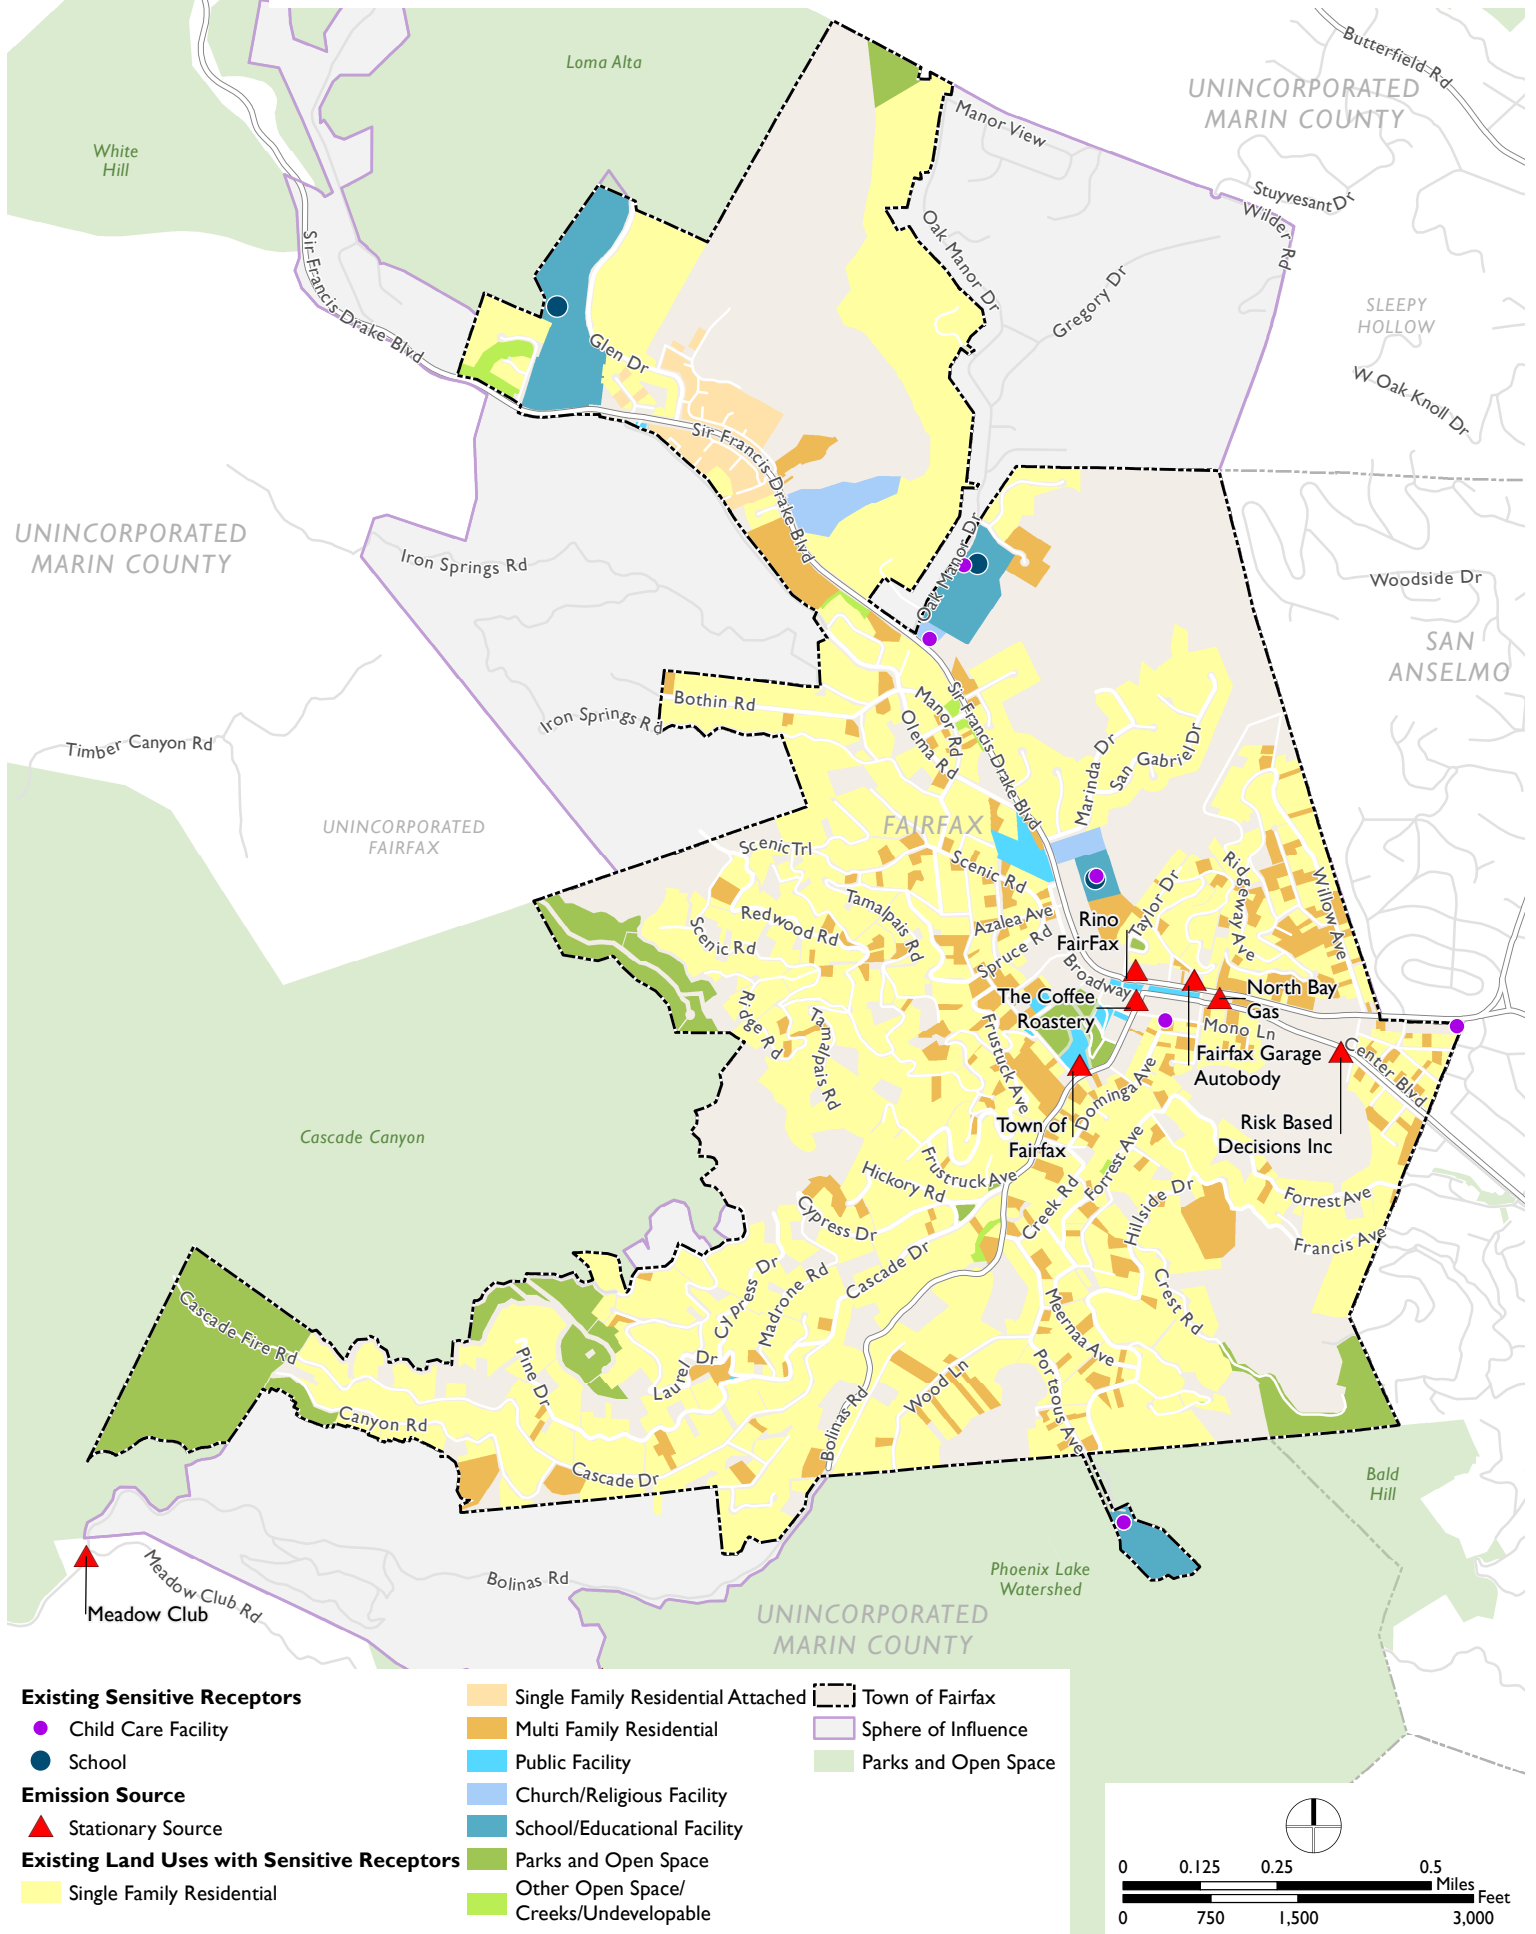 Loma Alta
Butterfield Rd
UNINCORPORATED
MARIN COUNTY
Manor View
White
Hill
Stuyvesant Dr
Wilder Rd
Oak Manor Dr
Sir Francis Drake Blvd
Gregory Dr
SLEEPY
HOLLOW
Glen Dr
W Oak Knoll Dr
Sir Francis Drake Blvd
UNINCORPORATED
MARIN COUNTY
Iron Springs Rd
Oak Manor Dr
Woodside Dr
SAN
ANSELMO
Bothin Rd
Iron Springs Rd
Manor Rd
Olema Rd
Sir Francis Drake Blvd
Timber Canyon Rd
Marinda Dr
San Gabriel Dr
UNINCORPORATED
FAIRFAX
FAIRFAX
Scenic Trl
Scenic Rd
Ridgeway Ave
Willow Ave
Taylor Dr
Tamalpais Rd
Redwood Rd
Scenic Rd
Azalea Ave
Spruce Rd
Rino
FairFax
Broadway
The Coffee
Roastery
North Bay
Gas
Mono Ln
Ridge Rd
Tamalpais Rd
Frustuck Ave
Fairfax Garage
Autobody
Center Blvd
Dominga Ave
Town of
Fairfax
Risk Based
Decisions Inc
Cascade Canyon
Frustruck Ave
Hickory Rd
Forrest Ave
Creek Rd
Hillside Dr
Forrest Ave
Francis Ave
Cypress Dr
Cascade Dr
Cypress Dr
Madrone Rd
Crest Rd
Meernaa Ave
Cascade Fire Rd
Pine Dr
Laurel Dr
Wood Ln
Porteous Ave
Canyon Rd
Bolinas Rd
Cascade Dr
Bald
Hill
Meadow Club Rd
Bolinas Rd
Phoenix Lake
Watershed
Meadow Club
UNINCORPORATED
MARIN COUNTY
Existing Sensitive Receptors
Child Care Facility
School
Emission Source
Stationary Source
Existing Land Uses with Sensitive Receptors
Single Family Residential
Single Family Residential Attached
Multi Family Residential
Public Facility
Church/Religious Facility
School/Educational Facility
Parks and Open Space
Other Open Space/
Creeks/Undevelopable
Town of Fairfax
Sphere of Influence
Parks and Open Space
0 0.125 0.25 0.5
Miles
Feet
0 750 1,500 3,000